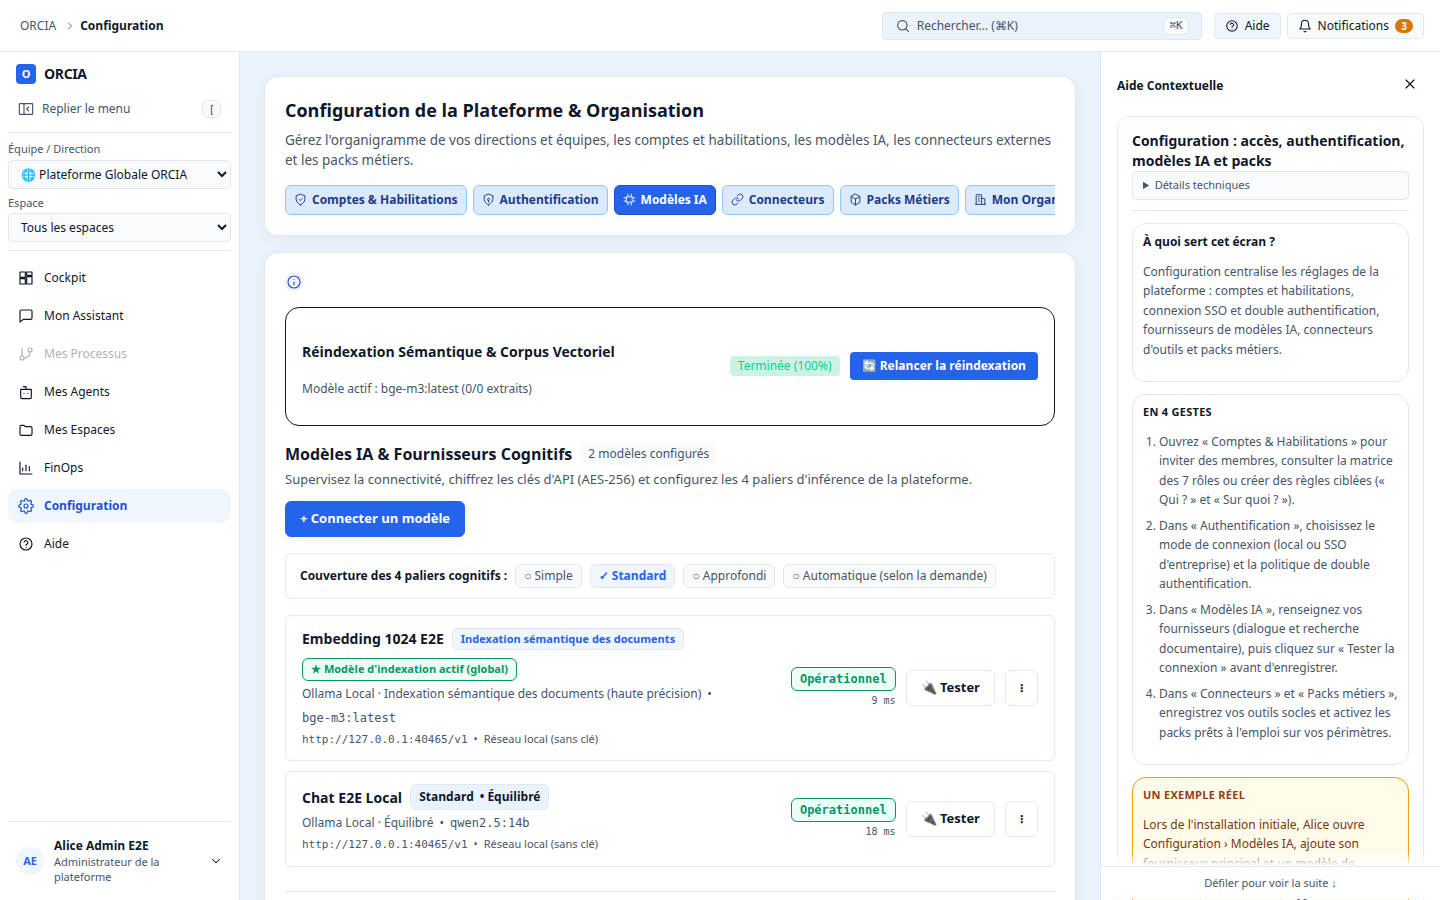 ORCIA > Configuration
Rechercher... (⌘K)
⌘K
Aide
Notifications 3
O ORCIA
Replier le menu [
Équipe / Direction
🌐 Plateforme Globale ORCIA
Espace
Tous les espaces
Cockpit
Mon Assistant
Mes Processus
Mes Agents
Mes Espaces
FinOps
Configuration
Aide
AE
Alice Admin E2E
Administrateur de la
plateforme
Configuration de la Plateforme & Organisation
Gérez l'organigramme de vos directions et équipes, les comptes et habilitations, les modèles IA, les connecteurs externes
et les packs métiers.
Comptes & Habilitations
Authentification
Modèles IA
Connecteurs
Packs Métiers
Mon Organ
Réindexation Sémantique & Corpus Vectoriel
Modèle actif : bge-m3:latest (0/0 extraits)
Terminée (100%)
🔄 Relancer la réindexation
Modèles IA & Fournisseurs Cognitifs
2 modèles configurés
Supervisez la connectivité, chiffrez les clés d'API (AES-256) et configurez les 4 paliers d'inférence de la plateforme.
+ Connecter un modèle
Couverture des 4 paliers cognitifs : ○ Simple ✓ Standard ○ Approfondi ○ Automatique (selon la demande)
Embedding 1024 E2E
Indexation sémantique des documents
★ Modèle d'indexation actif (global)
Ollama Local · Indexation sémantique des documents (haute précision) •
bge-m3:latest
http://127.0.0.1:40465/v1 • Réseau local (sans clé)
Opérationnel
9 ms
🔌 Tester
⋮
Chat E2E Local
Standard • Équilibré
Ollama Local · Équilibré • qwen2.5:14b
http://127.0.0.1:40465/v1 • Réseau local (sans clé)
Opérationnel
18 ms
🔌 Tester
⋮
Aide Contextuelle
Configuration : accès, authentification,
modèles IA et packs
▶ Détails techniques
À quoi sert cet écran ?
Configuration centralise les réglages de la
plateforme : comptes et habilitations,
connexion SSO et double authentification,
fournisseurs de modèles IA, connecteurs
d'outils et packs métiers.
EN 4 GESTES
1. Ouvrez « Comptes & Habilitations » pour
inviter des membres, consulter la matrice
des 7 rôles ou créer des règles ciblées («
Qui ? » et « Sur quoi ? »).
2. Dans « Authentification », choisissez le
mode de connexion (local ou SSO
d'entreprise) et la politique de double
authentification.
3. Dans « Modèles IA », renseignez vos
fournisseurs (dialogue et recherche
documentaire), puis cliquez sur « Tester la
connexion » avant d'enregistrer.
4. Dans « Connecteurs » et « Packs métiers »,
enregistrez vos outils socles et activez les
packs prêts à l'emploi sur vos périmètres.
UN EXEMPLE RÉEL
Lors de l'installation initiale, Alice ouvre
Configuration › Modèles IA, ajoute son
fournisseur principal et un modèle de
Défiler pour voir la suite ↓